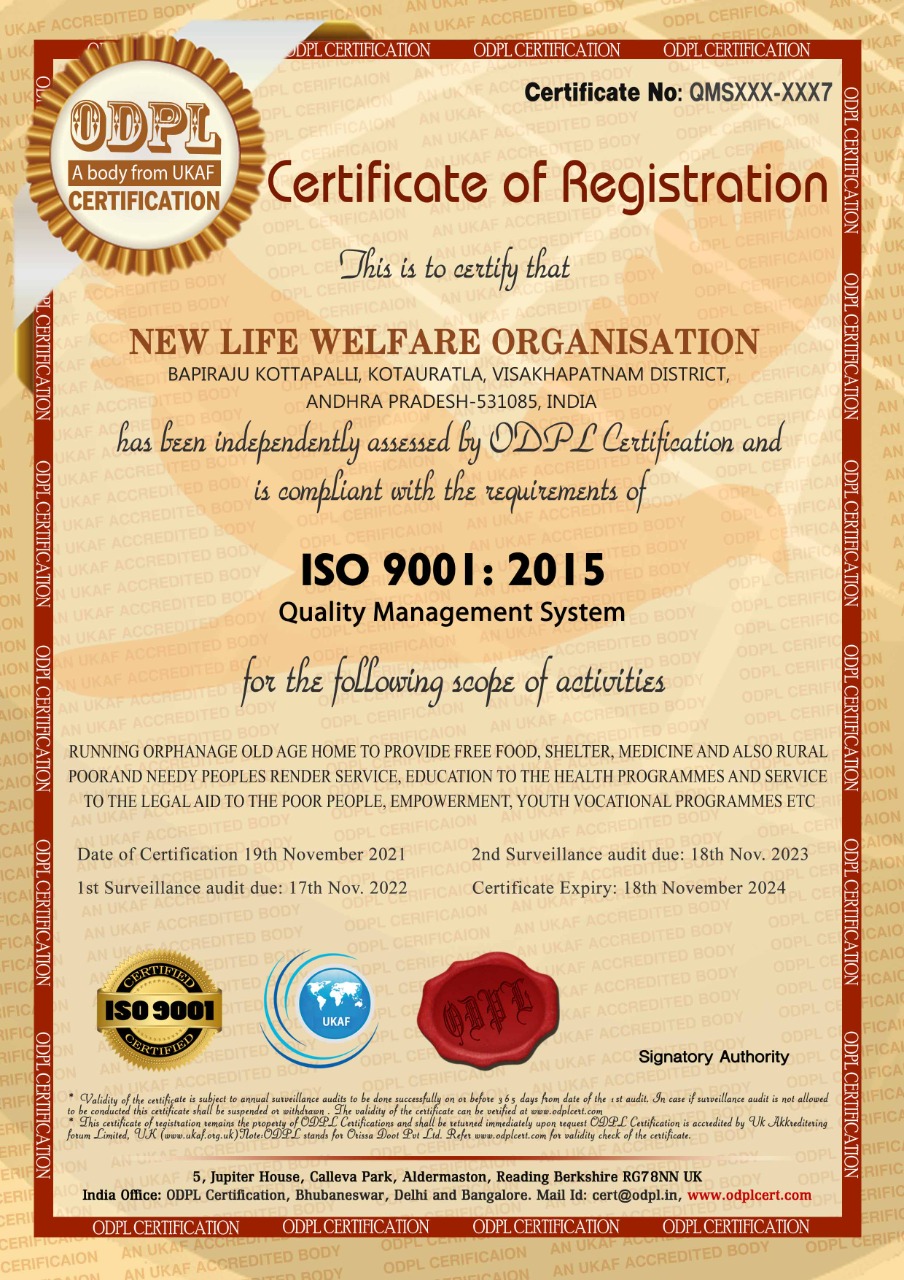 ODPL CERTIFICATION ODPL CERTIFICATION ODPL CERTIFICATION
ODPL
A body from UKAF
CERTIFICATION
Certificate No: QMSXXX-XXX7
Certificate of Registration
This is to certify that
NEW LIFE WELFARE ORGANISATION
BAPIRAJU KOTTAPALLI, KOTAURATLA, VISAKHAPATNAM DISTRICT,
ANDHRA PRADESH-531085, INDIA
has been independently assessed by ODPL Certification and
is compliant with the requirements of
ISO 9001: 2015
Quality Management System
for the following scope of activities
RUNNING ORPHANAGE OLD AGE HOME TO PROVIDE FREE FOOD, SHELTER, MEDICINE AND ALSO RURAL
POORAND NEEDY PEOPLES RENDER SERVICE, EDUCATION TO THE HEALTH PROGRAMMES AND SERVICE
TO THE LEGAL AID TO THE POOR PEOPLE, EMPOWERMENT, YOUTH VOCATIONAL PROGRAMMES ETC
Date of Certification 19th November 2021
2nd Surveillance audit due: 18th Nov. 2023
1st Surveillance audit due: 17th Nov. 2022
Certificate Expiry: 18th November 2024
CERTIFIED
ISO 9001
CERTIFIED
UKAF
ODPL
Signatory Authority
* Validity of the certificate is subject to annual surveillance audits to be done successfully on or before 365 days from date of the 1st audit. In case if surveillance audit is not allowed
to be conducted this certificate shall be suspended or withdrawn . The validity of the certificate can be verified at www.odplcert.com
* This certificate of registration remains the property of ODPL Certifications and shall be returned immediately upon request ODPL Certification is accredited by Uk Akkreditering
forum Limited, UK (www.ukaf.org.uk)Note:ODPL stands for Orissa Doot Pvt Ltd. Refer www.odplcert.com for validity check of the certificate.
5, Jupiter House, Calleva Park, Aldermaston, Reading Berkshire RG78NN UK
India Office: ODPL Certification, Bhubaneswar, Delhi and Bangalore. Mail Id: cert@odpl.in, www.odplcert.com
ODPL CERTIFICATION ODPL CERTIFICATION ODPL CERTIFICATION ODPL CERTIFICATION